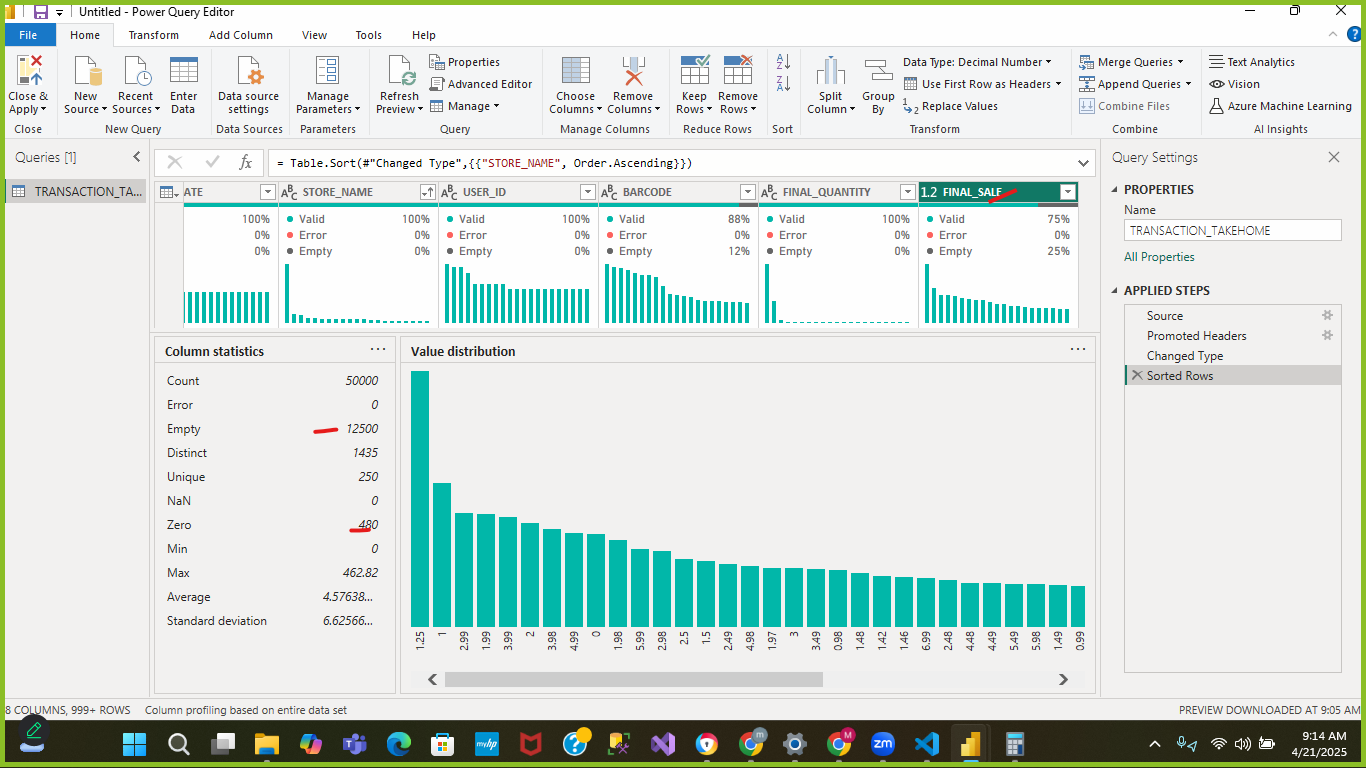 Untitled - Power Query Editor
File Home Transform Add Column View Tools Help
Close & Apply
Close
New Source
Recent Sources
Enter Data
New Query
Data source settings
Data Sources
Manage Parameters
Parameters
Refresh Preview
Properties
Advanced Editor
Manage
Query
Choose Columns
Remove Columns
Manage Columns
Keep Rows
Remove Rows
Reduce Rows
Sort
Split Column
Group By
Data Type: Decimal Number
Use First Row as Headers
Replace Values
Transform
Merge Queries
Append Queries
Combine Files
Combine
Text Analytics
Vision
Azure Machine Learning
AI Insights
Queries [1]
TRANSACTION_TA...
= Table.Sort(#"Changed Type",{{"STORE_NAME", Order.Ascending}})
ATE STORE_NAME USER_ID BARCODE FINAL_QUANTITY 1.2 FINAL_SALE
100% Valid 100% Valid 100% Valid 88% Valid 100% Valid 75%
0% Error 0% Error 0% Error 0% Error 0% Error 0%
0% Empty 0% Empty 0% Empty 12% Empty 0% Empty 25%
Column statistics
Count 50000
Error 0
Empty 12500
Distinct 1435
Unique 250
NaN 0
Zero 480
Min 0
Max 462.82
Average 4.57638...
Standard deviation 6.62566...
Value distribution
1.25 1 2.99 1.99 3.99 2 3.98 4.99 0 1.98 5.99 2.98 2.5 1.5 2.49 4.98 1.97 3 3.49 0.98 1.48 1.42 1.46 6.99 2.48 4.48 4.49 5.49 5.98 1.49 0.99
Query Settings
PROPERTIES
Name
TRANSACTION_TAKEHOME
All Properties
APPLIED STEPS
Source
Promoted Headers
Changed Type
Sorted Rows
8 COLUMNS, 999+ ROWS Column profiling based on entire data set
PREVIEW DOWNLOADED AT 9:05 AM
9:14 AM
4/21/2025